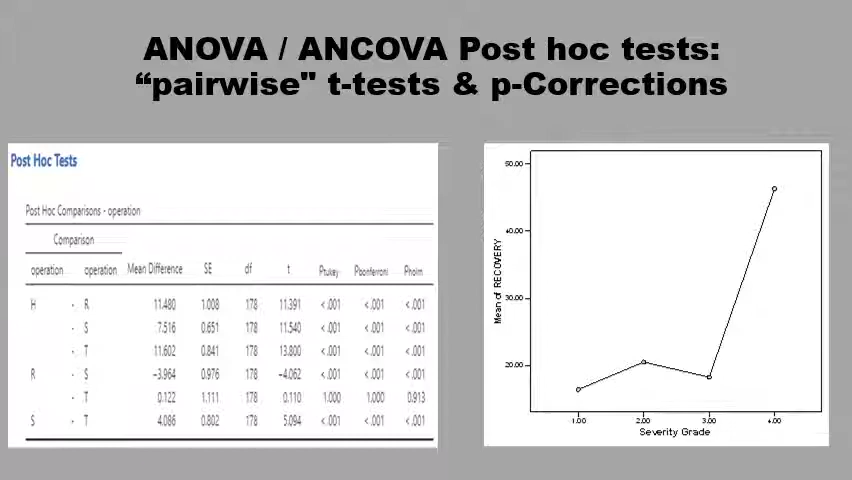 ANOVA / ANCOVA Post hoc tests:
“pairwise" t-tests & p-Corrections
Post Hoc Tests
Post Hoc Comparisons - operation
Comparison
operation operation Mean Difference SE df t Ptukey Pbonferroni Pholm
H - R 11.480 1.008 178 11.391 < .001 < .001 < .001
- S 7.516 0.651 178 11.540 < .001 < .001 < .001
- T 11.602 0.841 178 13.800 < .001 < .001 < .001
R - S −3.964 0.976 178 −4.062 < .001 < .001 < .001
- T 0.122 1.111 178 0.110 1.000 1.000 0.913
S - T 4.086 0.802 178 5.094 < .001 < .001 < .001
50.00
40.00
30.00
20.00
Mean of RECOVERY
1.00 2.00 3.00 4.00
Severity Grade